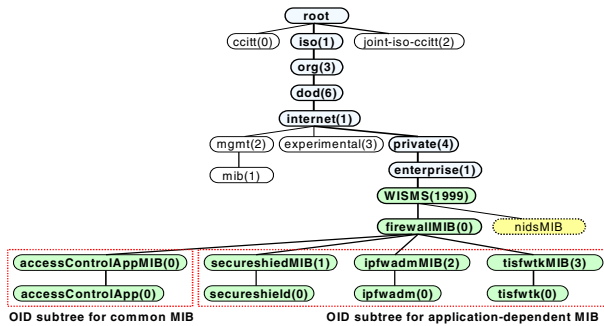 root
ccitt(0) iso(1) joint-iso-ccitt(2)
org(3)
dod(6)
internet(1)
mgmt(2) experimental(3) private(4)
mib(1) enterprise(1)
WISMS(1999)
firewallMIB(0) nidsMIB
accessControlAppMIB(0) secureshiedMIB(1) ipfwadmMIB(2) tisfwtkMIB(3)
accessControlApp(0) secureshield(0) ipfwadm(0) tisfwtk(0)
OID subtree for common MIB OID subtree for application-dependent MIB